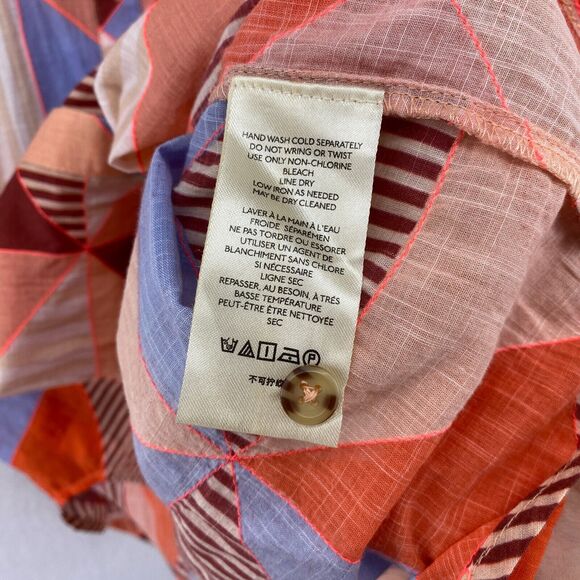 HAND WASH COLD SEPARATELY
DO NOT WRING OR TWIST
USE ONLY NON-CHLORINE
BLEACH
LINE DRY
LOW IRON AS NEEDED
MAY BE DRY CLEANED
LAVER À LA MAIN À L'EAU
FROIDE SÉPARÉMEN
NE PAS TORDRE OU ESSORER
UTILISER UN AGENT DE
BLANCHIMENT SANS CHLORE
SI NÉCESSAIRE
LIGNE SEC
REPASSER, AU BESOIN, À TRÉS
BASSE TEMPÉRATURE
PEUT-ÊTRE ÊTRE NETTOYÉE
SEC
P
不可拧